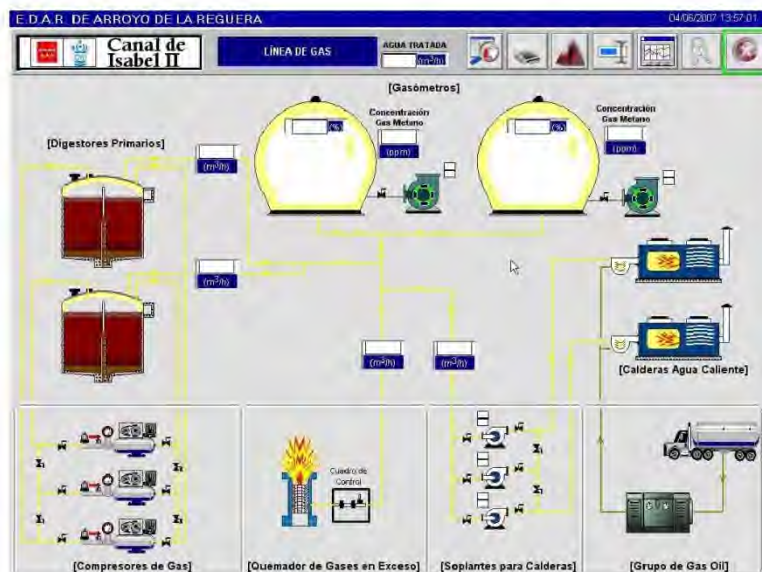 E.D.A.R. DE ARROYO DE LA REGUERA
04/06/2007 13:57:01
Canal de
Isabel II
LÍNEA DE GAS
AGUA TRATADA
(m³/h)
[Gasómetros]
[Digestores Primarios]
(m³/h)
(%)
Concentración
Gas Metano
(ppm)
(%)
Concentración
Gas Metano
(ppm)
(m³/h)
(m³/h)
(m³/h)
[Calderas Agua Caliente]
Cuadro de
Control
[Compresores de Gas]
[Quemador de Gases en Exceso]
[Soplantes para Calderas]
[Grupo de Gas Oil]